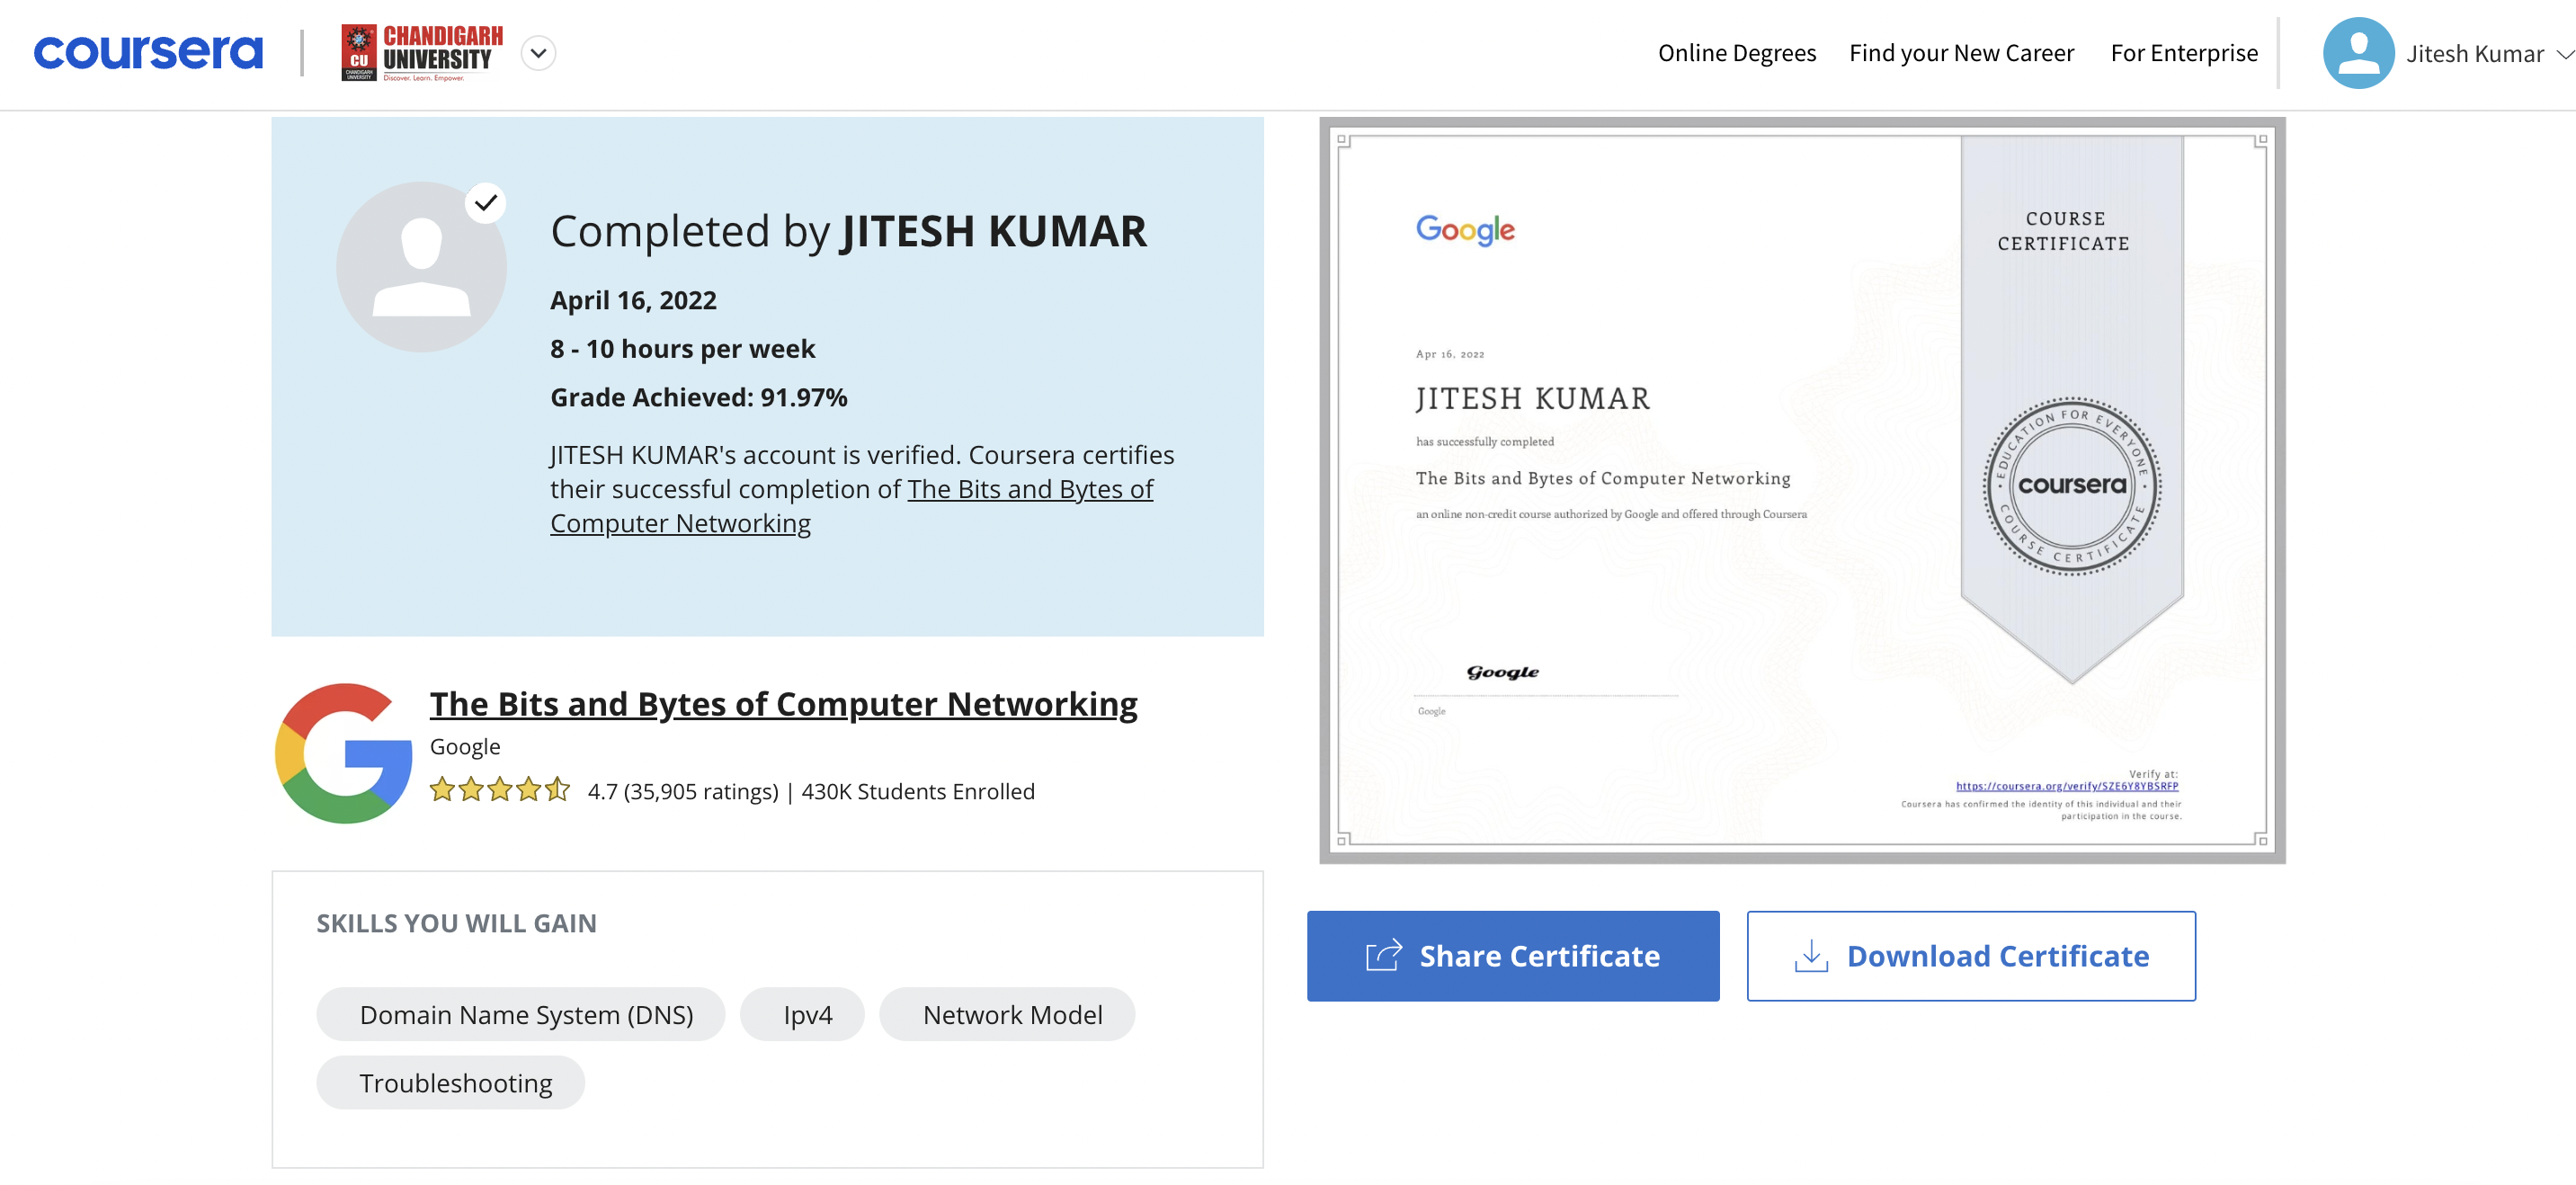 coursera
CU
CHANDIGARH
UNIVERSITY
CHANDIGARH
UNIVERSITY
Discover. Learn. Empower.
Online Degrees
Find your New Career
For Enterprise
Jitesh Kumar
Completed by JITESH KUMAR
April 16, 2022
8 - 10 hours per week
Grade Achieved: 91.97%
JITESH KUMAR's account is verified. Coursera certifies
their successful completion of The Bits and Bytes of
Computer Networking
The Bits and Bytes of Computer Networking
Google
4.7 (35,905 ratings) | 430K Students Enrolled
SKILLS YOU WILL GAIN
Domain Name System (DNS)
Ipv4
Network Model
Troubleshooting
Google
COURSE
CERTIFICATE
Apr 16, 2022
JITESH KUMAR
has successfully completed
The Bits and Bytes of Computer Networking
an online non-credit course authorized by Google and offered through Coursera
EDUCATION FOR EVERYONE
coursera
COURSE CERTIFICATE
Google
Google
Verify at:
https://coursera.org/verify/SZE6Y8YBSRFP
Coursera has confirmed the identity of this individual and their
participation in the course.
Share Certificate
Download Certificate